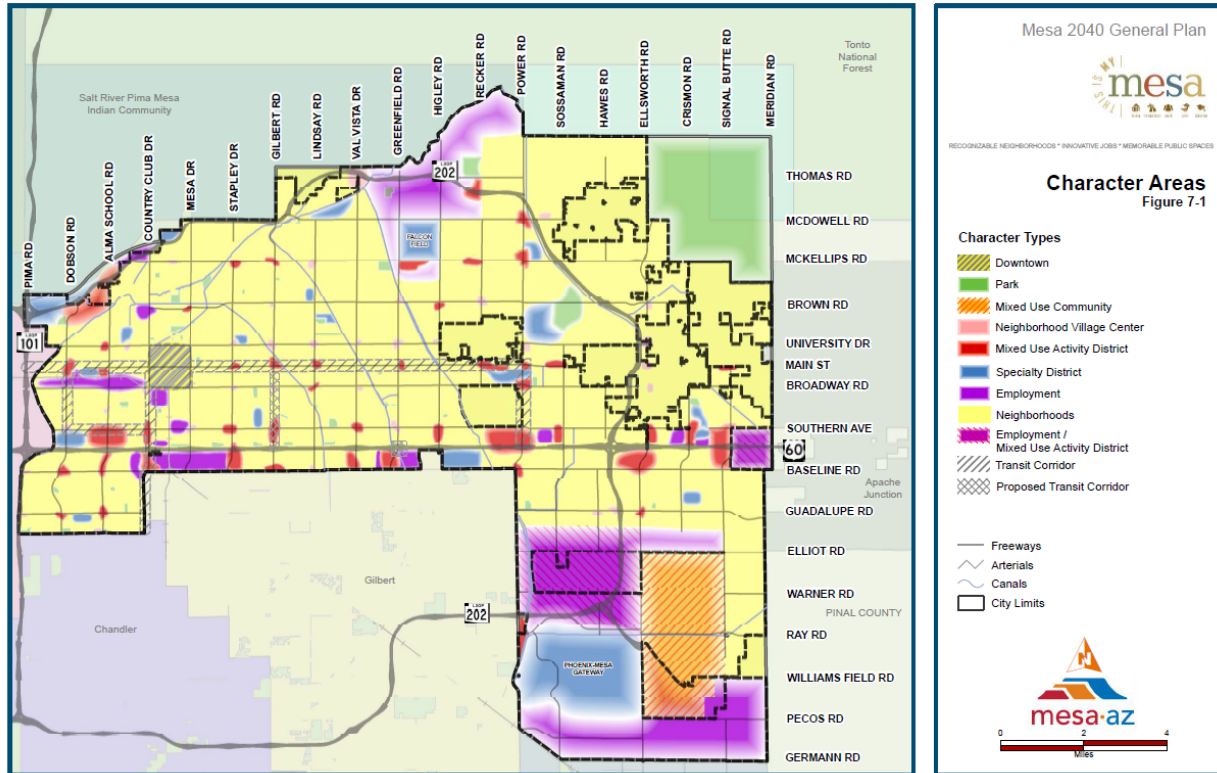 Salt River Pima Mesa
Indian Community
Tonto
National
Forest
PIMA RD
DOBSON RD
ALMA SCHOOL RD
COUNTRY CLUB DR
MESA DR
STAPLEY DR
GILBERT RD
LINDSAY RD
VAL VISTA DR
GREENFIELD RD
HIGLEY RD
RECKER RD
POWER RD
SOSSAMAN RD
HAWES RD
ELLSWORTH RD
CRISMON RD
SIGNAL BUTTE RD
MERIDIAN RD
LOOP
202
FALCON
FIELD
LOOP
101
THOMAS RD
MCDOWELL RD
MCKELLIPS RD
BROWN RD
UNIVERSITY DR
MAIN ST
BROADWAY RD
SOUTHERN AVE
60
BASELINE RD
Apache
Junction
GUADALUPE RD
ELLIOT RD
WARNER RD
PINAL COUNTY
RAY RD
WILLIAMS FIELD RD
PECOS RD
GERMANN RD
Gilbert
Chandler
LOOP
202
PHOENIX-MESA
GATEWAY
Mesa 2040 General Plan
THIS IS MY
mesa
RECOGNIZABLE NEIGHBORHOODS * INNOVATIVE JOBS * MEMORABLE PUBLIC SPACES
Character Areas
Figure 7-1
Character Types
Downtown
Park
Mixed Use Community
Neighborhood Village Center
Mixed Use Activity District
Specialty District
Employment
Neighborhoods
Employment /
Mixed Use Activity District
Transit Corridor
Proposed Transit Corridor
Freeways
Arterials
Canals
City Limits
N
mesa·az
0 2 4
Miles